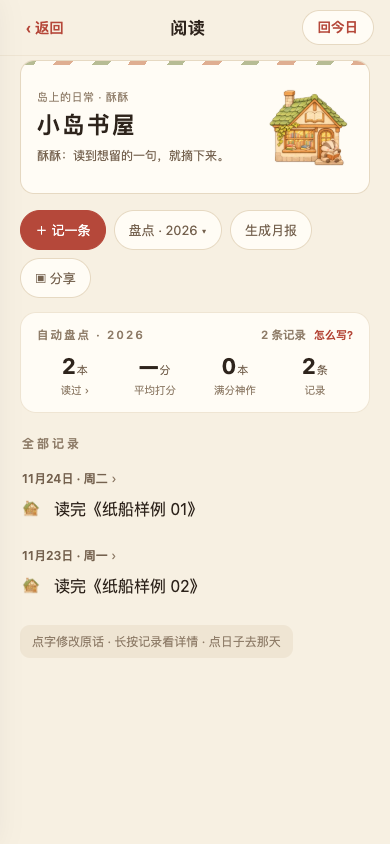 ‹ 返回
阅读
回今日
岛上的日常 · 酥酥
小岛书屋
酥酥：读到想留的一句，就摘下来。
＋ 记一条
盘点 · 2026 ▾
生成月报
▣ 分享
自动盘点 · 2026
2 条记录 怎么写?
2本
一分
0本
2条
读过 ›
平均打分
满分神作
记录
全部记录
11月24日 · 周二 ›
读完《纸船样例 01》
11月23日 · 周一 ›
读完《纸船样例 02》
点字修改原话 · 长按记录看详情 · 点日子去那天